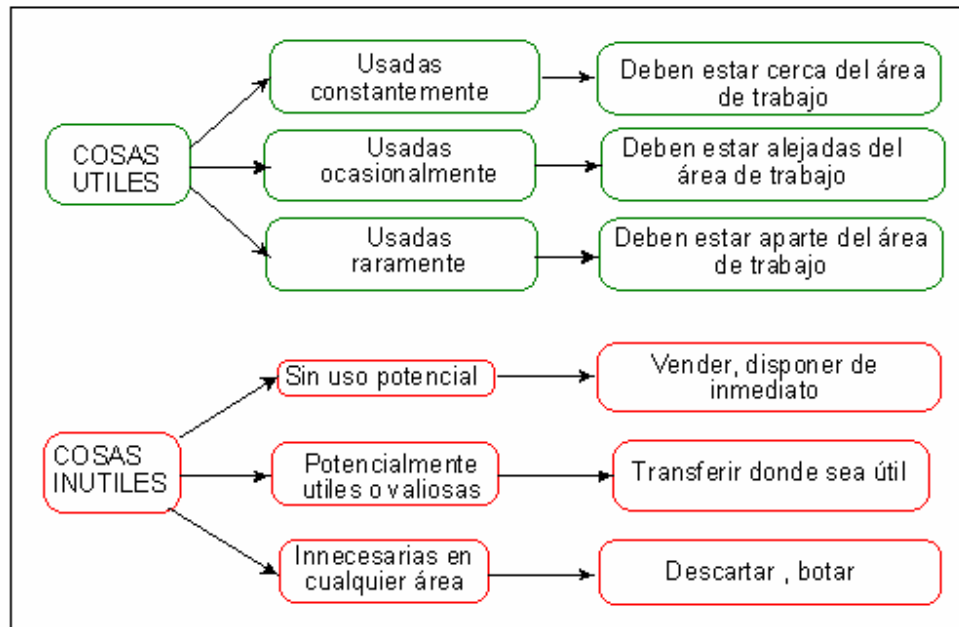 Usadas
constantemente
Deben estar cerca del área
de trabajo
COSAS
UTILES
Usadas
ocasionalmente
Deben estar alejadas del
área de trabajo
Usadas
raramente
Deben estar aparte del área
de trabajo
Sin uso potencial
Vender, disponer de
inmediato
COSAS
INUTILES
Potencialmente
utiles o valiosas
Transferir donde sea útil
Innecesarias en
cualquier área
Descartar , botar